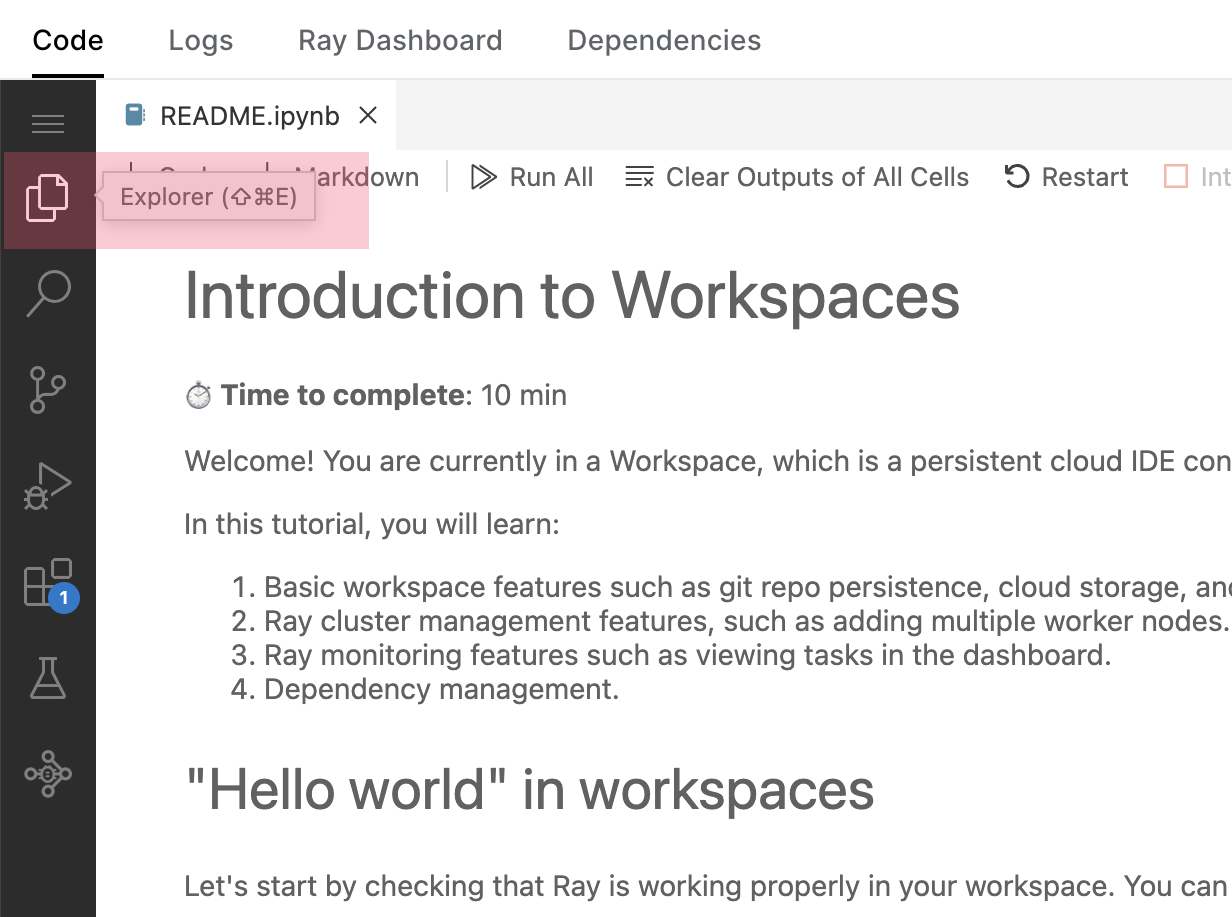 Code Logs Ray Dashboard Dependencies
README.ipynb
Markdown Run All Clear Outputs of All Cells Restart
Explorer (⇧⌘E)
Introduction to Workspaces
⏱ Time to complete: 10 min
Welcome! You are currently in a Workspace, which is a persistent cloud IDE
In this tutorial, you will learn:
1. Basic workspace features such as git repo persistence, cloud storage,
2. Ray cluster management features, such as adding multiple worker nodes.
3. Ray monitoring features such as viewing tasks in the dashboard.
4. Dependency management.
1
"Hello world" in workspaces
Let's start by checking that Ray is working properly in your workspace. You can